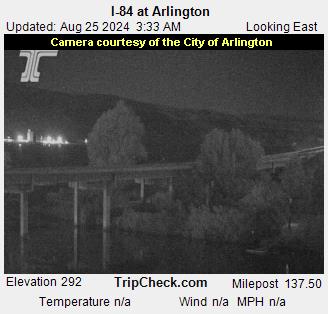 I-84 at Arlington
Updated: Aug 25 2024 3:33 AM Looking East
Camera courtesy of the City of Arlington
Elevation 292 TripCheck.com Milepost 137.50
Temperature n/a Wind n/a MPH n/a